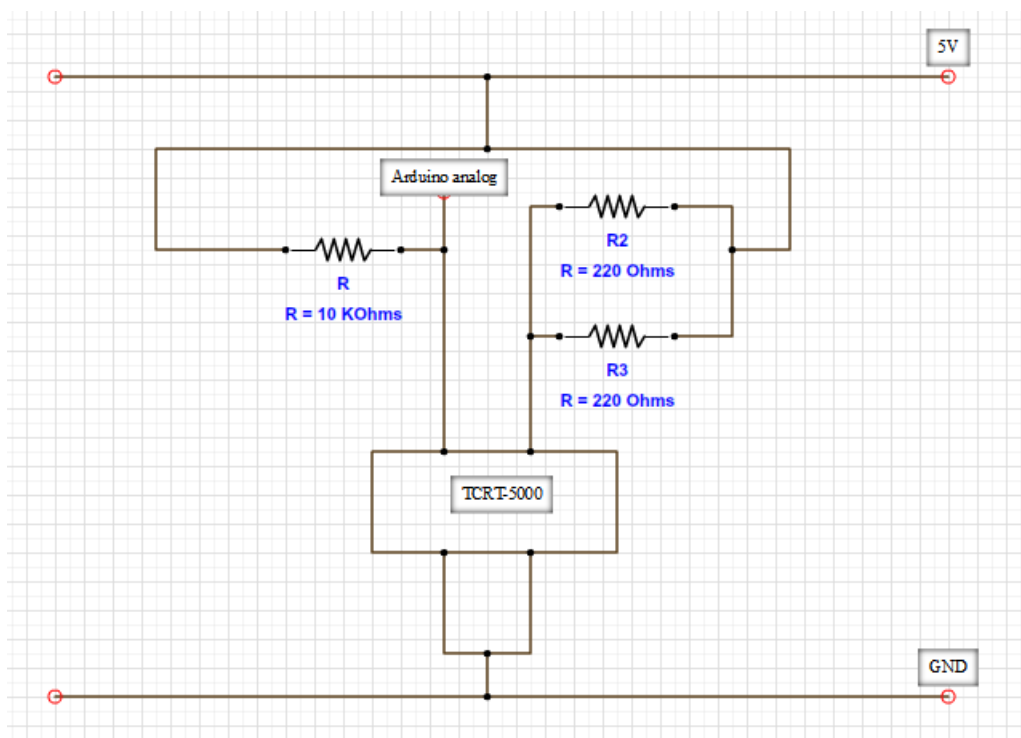 5V
Arduino analog
R2
R = 220 Ohms
R
R = 10 KOhms
R3
R = 220 Ohms
TCRT-5000
GND